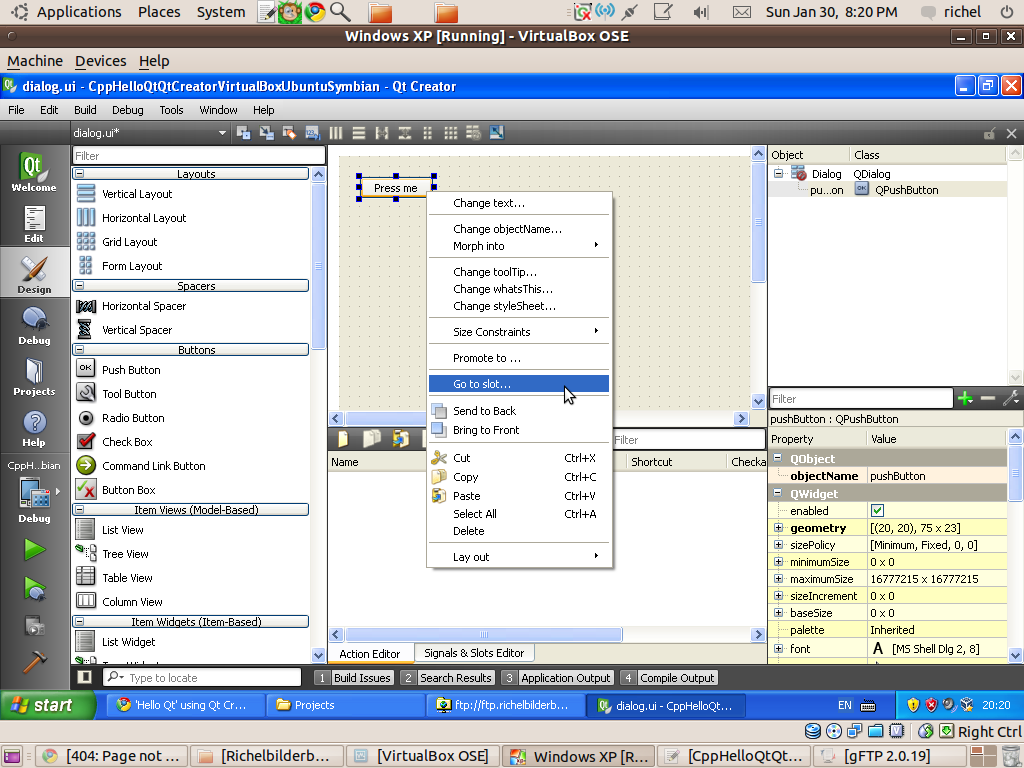 Applications Places System Sun Jan 30, 8:20 PM richel
Windows XP [Running] - VirtualBox OSE
Machine Devices Help
dialog.ui - CppHelloQtQtCreatorVirtualBoxUbuntuSymbian - Qt Creator
File Edit Build Debug Tools Window Help
dialog.ui*
Welcome
Edit
Design
Debug
Projects
Help
CppH...bian
Debug
Filter
Layouts
Vertical Layout
Horizontal Layout
Grid Layout
Form Layout
Spacers
Horizontal Spacer
Vertical Spacer
Buttons
OK Push Button
Tool Button
Radio Button
Check Box
Command Link Button
Button Box
Item Views (Model-Based)
List View
Tree View
Table View
Column View
Item Widgets (Item-Based)
List Widget
Press me
Change text...
Change objectName...
Morph into
Change toolTip...
Change whatsThis...
Change styleSheet...
Size Constraints
Promote to ...
Go to slot...
Send to Back
Bring to Front
Cut Ctrl+X
Copy Ctrl+C
Paste Ctrl+V
Select All Ctrl+A
Delete
Lay out
Filter
Name Shortcut Checka
Action Editor Signals & Slots Editor
Object Class
Dialog QDialog
pu...on OK QPushButton
Filter
pushButton : QPushButton
Property Value
QObject
objectName pushButton
QWidget
enabled
geometry [(20, 20), 75 x 23]
sizePolicy [Minimum, Fixed, 0, 0]
minimumSize 0 x 0
maximumSize 16777215 x 16777215
sizeIncrement 0 x 0
baseSize 0 x 0
palette Inherited
font A [MS Shell Dlg 2, 8]
Type to locate 1 Build Issues 2 Search Results 3 Application Output 4 Compile Output
start 'Hello Qt' using Qt Cr... Projects ftp://ftp.richelbilderb... dialog.ui - CppHelloQt... EN 20:20
Right Ctrl
[404: Page not ... [Richelbilderb... [VirtualBox OSE] Windows XP [R... [CppHelloQtQt... [gFTP 2.0.19]